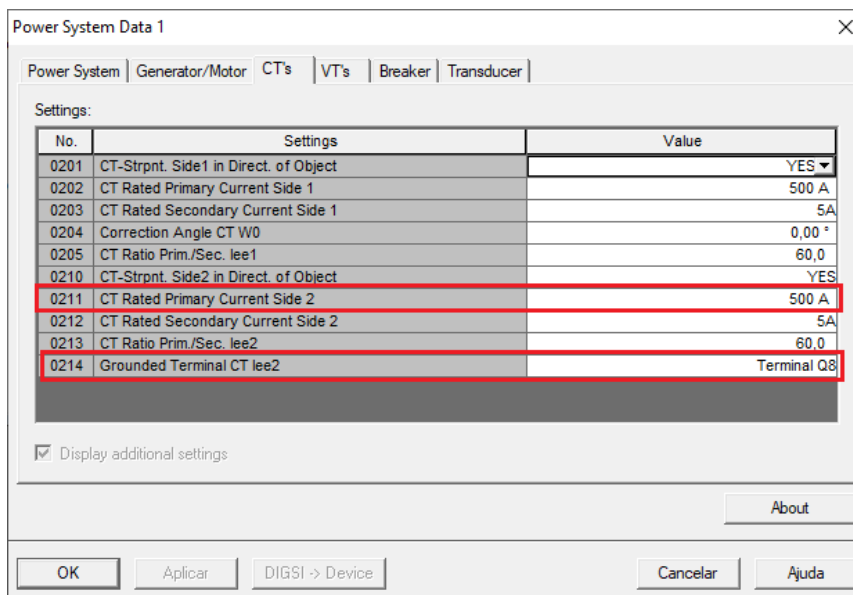 Power System Data 1
Power System Generator/Motor CT's VT's Breaker Transducer
Settings:
No. Settings Value
0201 CT-Strpnt. Side1 in Direct. of Object YES
0202 CT Rated Primary Current Side 1 500 A
0203 CT Rated Secondary Current Side 1 5A
0204 Correction Angle CT W0 0,00 °
0205 CT Ratio Prim./Sec. Iee1 60,0
0210 CT-Strpnt. Side2 in Direct. of Object YES
0211 CT Rated Primary Current Side 2 500 A
0212 CT Rated Secondary Current Side 2 5A
0213 CT Ratio Prim./Sec. Iee2 60,0
0214 Grounded Terminal CT Iee2 Terminal Q8
Display additional settings
About
OK Aplicar DIGSI -> Device Cancelar Ajuda